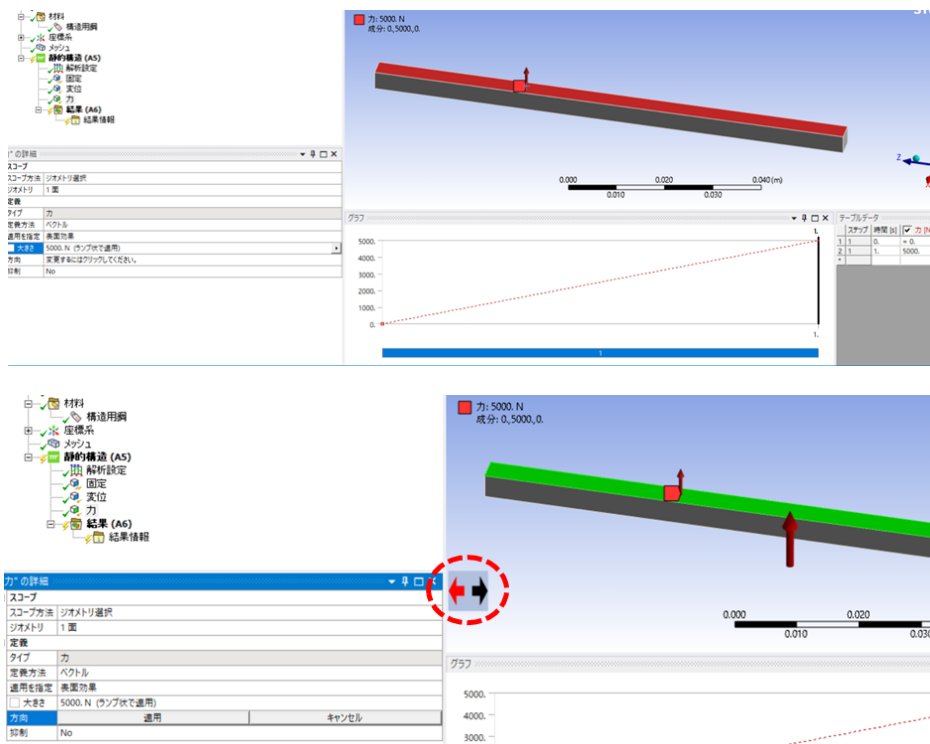 材料
構造用鋼
座標系
メッシュ
静的構造 (A5)
解析設定
固定
変位
力
結果 (A6)
結果情報
力: 5000. N
成分: 0.,5000.,0.
0.000 0.020 0.040 (m)
0.010 0.030
Z
の詳細
スコープ
スコープ方法 ジオメトリ選択
ジオメトリ 1 面
定義
タイプ 力
定義方法 ベクトル
適用を指定 表面効果
大きさ 5000. N (ランプ状で適用)
方向 変更するにはクリックしてください。
抑制 No
グラフ
1.
5000.
4000.
3000.
2000.
1000.
0.
1.
1
テーブルデータ
ステップ 時間 [s] 力 [N
1 1 0. = 0.
2 1 1. 5000.
*
材料
構造用鋼
座標系
メッシュ
静的構造 (A5)
解析設定
固定
変位
力
結果 (A6)
結果情報
力: 5000. N
成分: 0.,5000.,0.
0.000 0.020
0.010 0.030
力" の詳細
スコープ
スコープ方法 ジオメトリ選択
ジオメトリ 1 面
定義
タイプ 力
定義方法 ベクトル
適用を指定 表面効果
大きさ 5000. N (ランプ状で適用)
方向 適用 キャンセル
抑制 No
グラフ
5000.
4000.
3000.